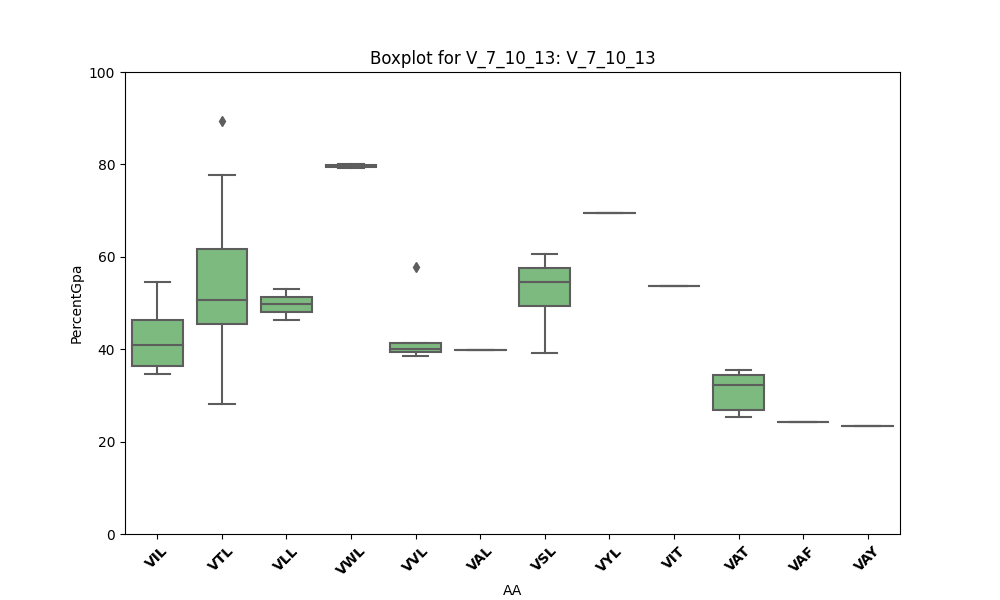 Boxplot for V_7_10_13: V_7_10_13
100
80
60
40
20
0
PercentGpa
VIL VTL VLL VWL VVL VAL VSL VYL VIT VAT VAF VAY
AA